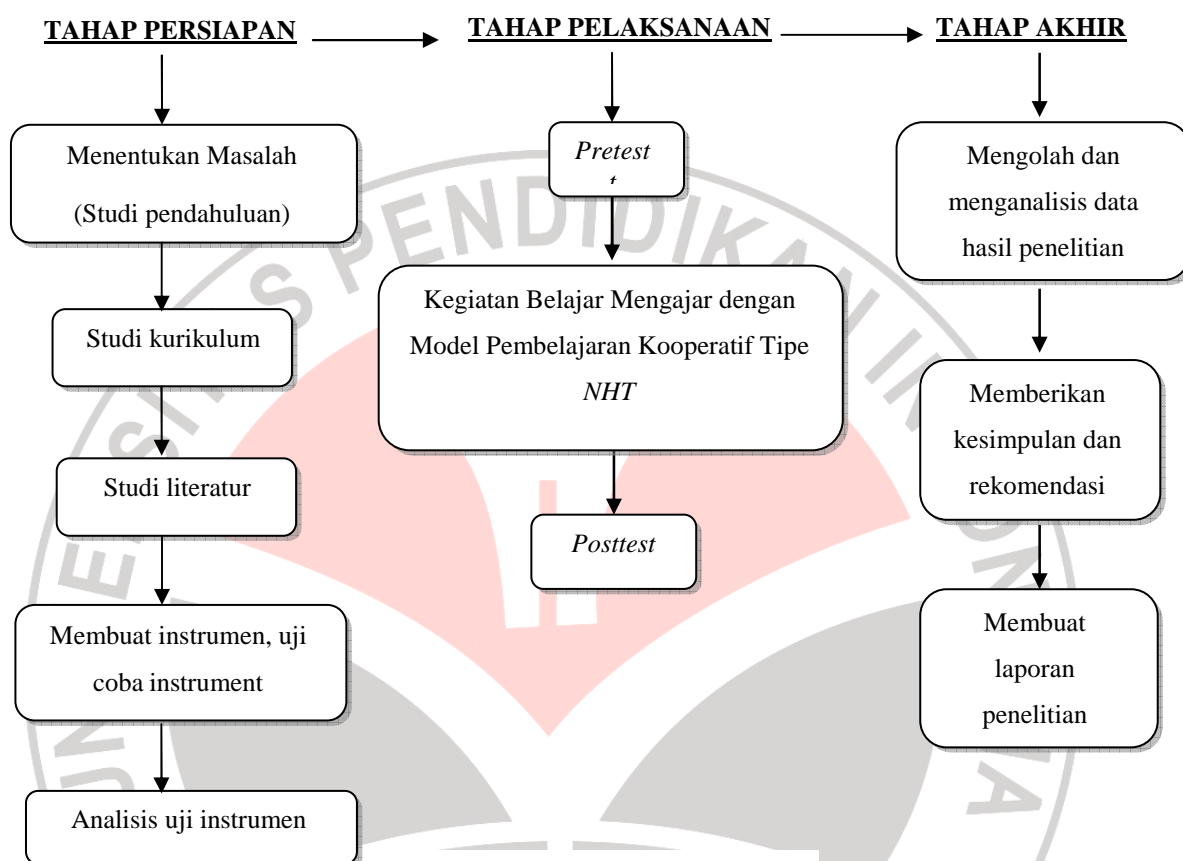 TAHAP PERSIAPAN
Menentukan Masalah
(Studi pendahuluan)
Studi kurikulum
Studi literatur
Membuat instrumen, uji
coba instrument
Analisis uji instrumen
TAHAP PELAKSANAAN
Pretest
Kegiatan Belajar Mengajar dengan
Model Pembelajaran Kooperatif Tipe
NHT
Posttest
TAHAP AKHIR
Mengolah dan
menganalisis data
hasil penelitian
Memberikan
kesimpulan dan
rekomendasi
Membuat
laporan
penelitian
PENDIDIKAN